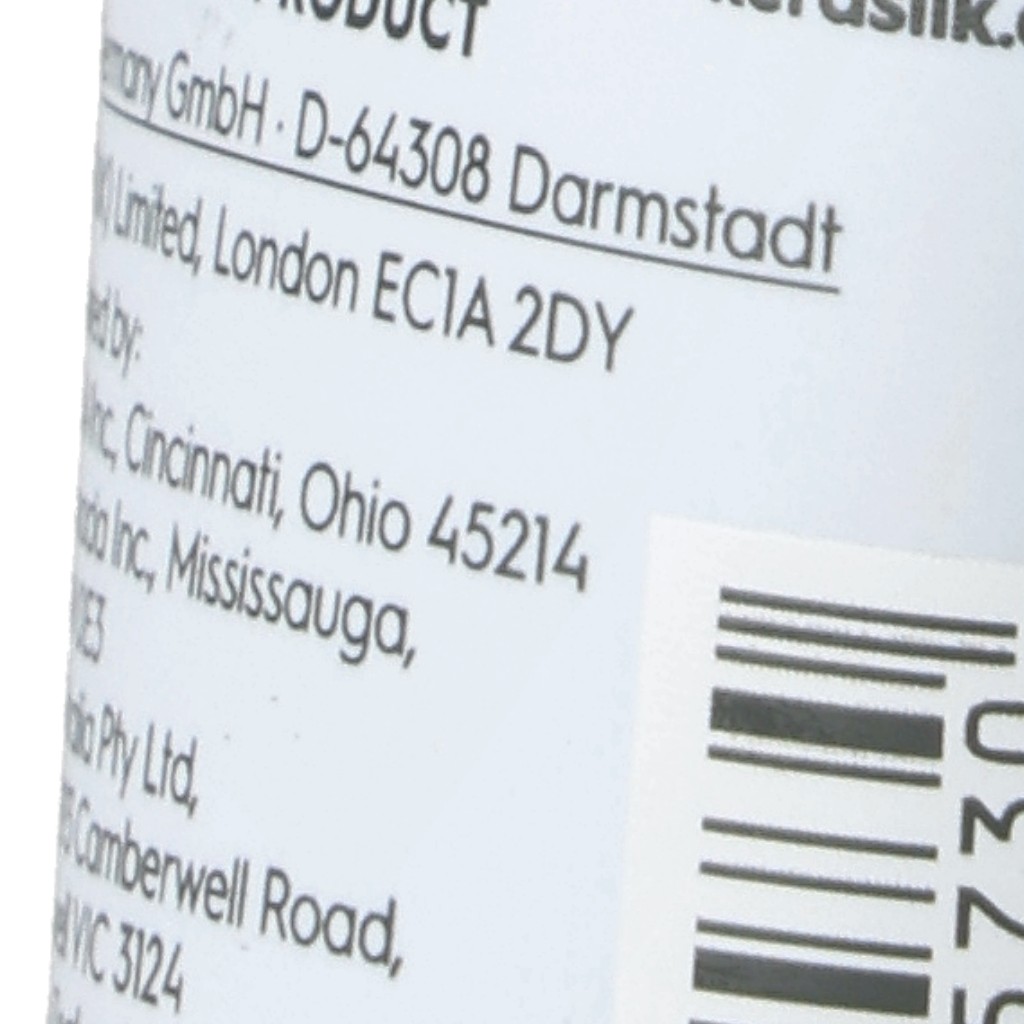 PRODUCT
GmbH · D-64308 Darmstadt
Limited, London EC1A 2DY
by:
Inc, Cincinnati, Ohio 45214
Inc, Mississauga,
Pty Ltd,
Camberwell Road,
VIC 3124
5730